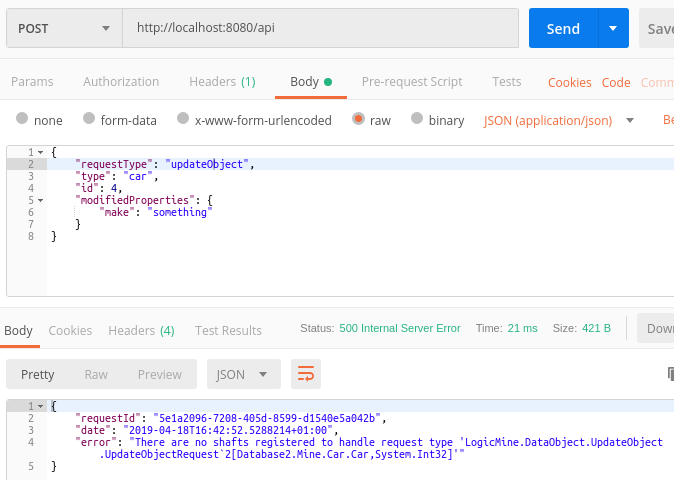 POST http://localhost:8080/api Send Save
Params Authorization Headers (1) Body Pre-request Script Tests Cookies Code Comm
none form-data x-www-form-urlencoded raw binary JSON (application/json) Be
1 {
2 "requestType": "updateObject",
3 "type": "car",
4 "id": 4,
5 "modifiedProperties": {
6 "make": "something"
7 }
8 }
Body Cookies Headers (4) Test Results Status: 500 Internal Server Error Time: 21 ms Size: 421 B Down
Pretty Raw Preview JSON
1 {
2 "requestId": "5e1a2096-7208-405d-8599-d1540e5a042b",
3 "date": "2019-04-18T16:42:52.5288214+01:00",
4 "error": "There are no shafts registered to handle request type 'LogicMine.DataObject.UpdateObject
.UpdateObjectRequest`2[Database2.Mine.Car.Car,System.Int32]'"
5 }